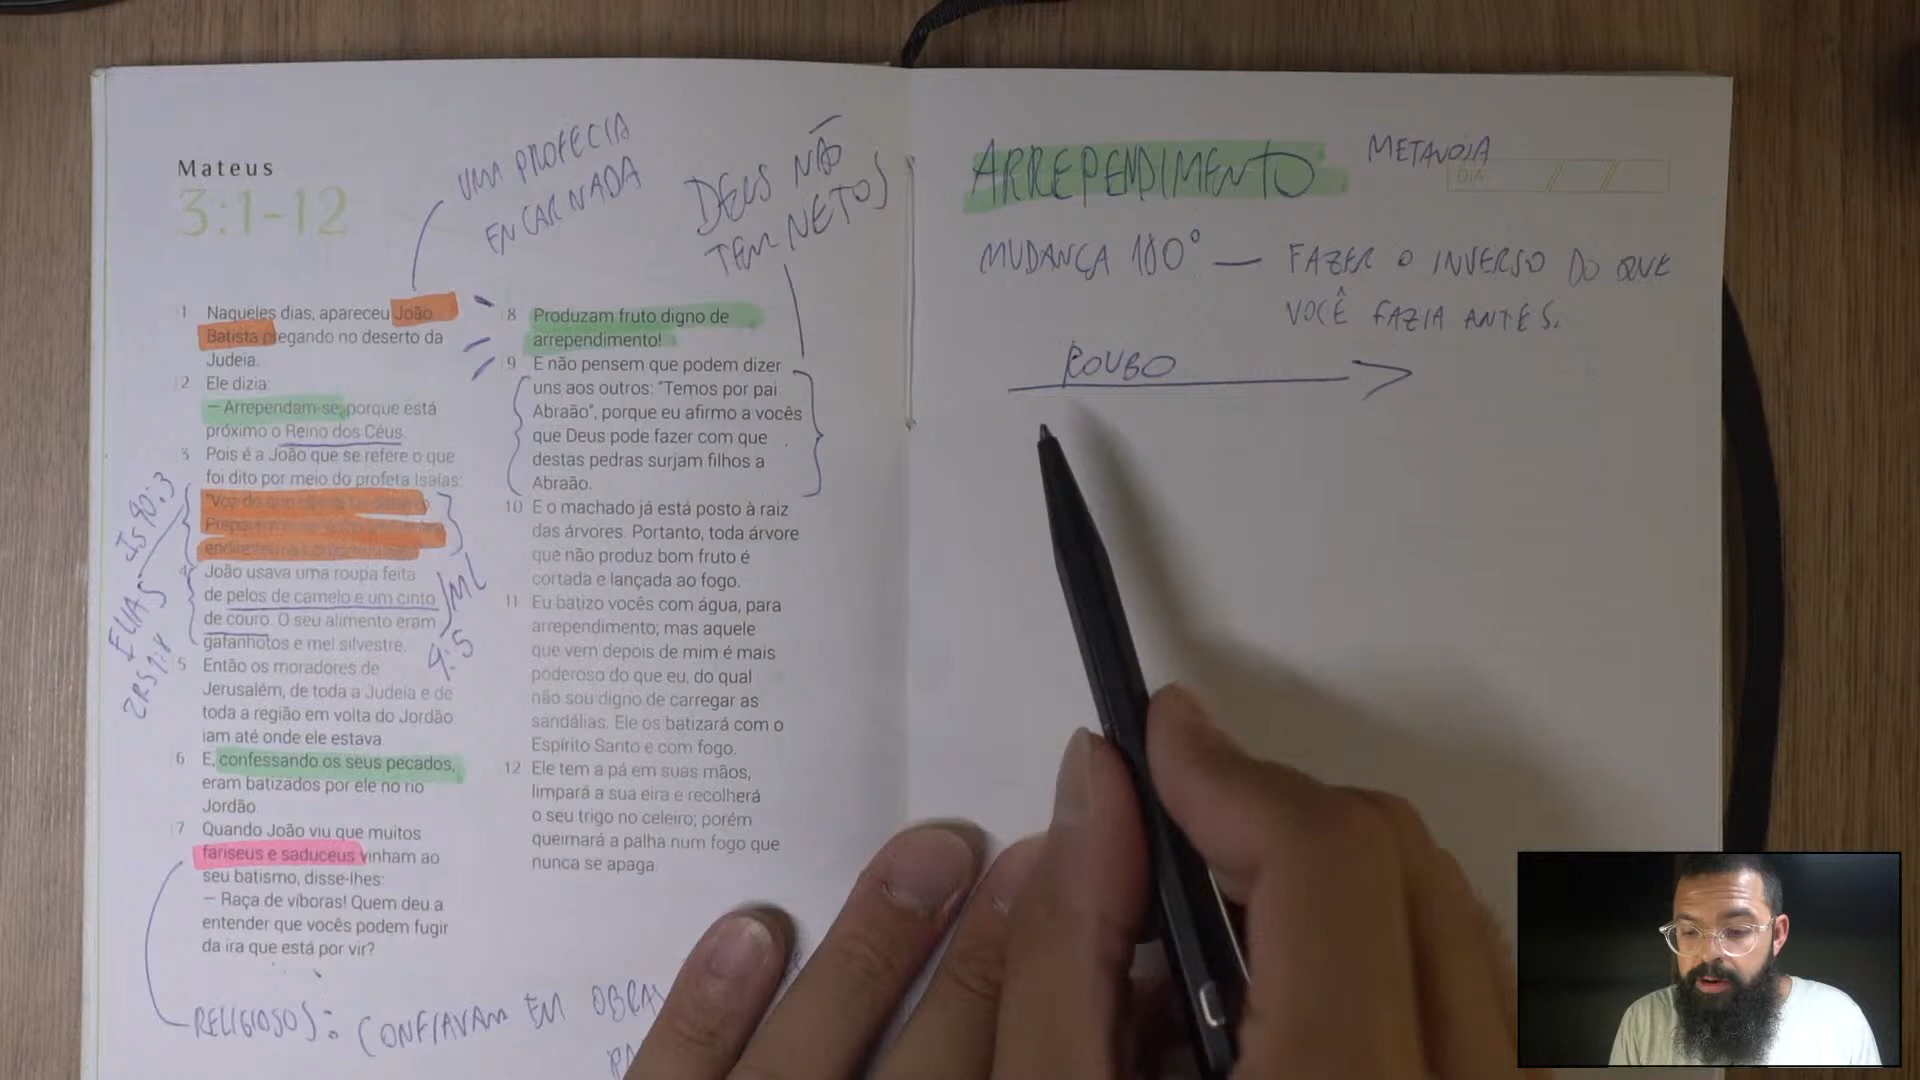 Mateus
3:1-12
UMA PROFECIA
ENCARNADA
DEUS NÃO
TEM NETOS
1 Naqueles dias, apareceu João
Batista pregando no deserto da
Judeia.
2 Ele dizia:
– Arrependam-se, porque está
próximo o Reino dos Céus.
3 Pois é a João que se refere o que
foi dito por meio do profeta Isaías:
4 João usava uma roupa feita
de pelos de camelo e um cinto
de couro. O seu alimento eram
gafanhotos e mel silvestre.
5 Então os moradores de
Jerusalém, de toda a Judeia e de
toda a região em volta do Jordão
iam até onde ele estava.
6 E, confessando os seus pecados,
eram batizados por ele no rio
Jordão.
7 Quando João viu que muitos
fariseus e saduceus vinham ao
seu batismo, disse-lhes:
– Raça de víboras! Quem deu a
entender que vocês podem fugir
da ira que está por vir?
Is 40:3
ELIAS
2RS 1:8
ML
4:5
RELIGIOSOS: CONFIAVAM EM OBRAS
8 Produzam fruto digno de
arrependimento!
9 E não pensem que podem dizer
uns aos outros: "Temos por pai
Abraão", porque eu afirmo a vocês
que Deus pode fazer com que
destas pedras surjam filhos a
Abraão.
10 E o machado já está posto à raiz
das árvores. Portanto, toda árvore
que não produz bom fruto é
cortada e lançada ao fogo.
11 Eu batizo vocês com água, para
arrependimento; mas aquele
que vem depois de mim é mais
poderoso do que eu, do qual
não sou digno de carregar as
sandálias. Ele os batizará com o
Espírito Santo e com fogo.
12 Ele tem a pá em suas mãos,
limpará a sua eira e recolherá
o seu trigo no celeiro; porém
queimará a palha num fogo que
nunca se apaga.
ARREPENDIMENTO METANOIA
DIA
MUDANÇA 180° — FAZER O INVERSO DO QUE
VOCÊ FAZIA ANTES.
ROUBO